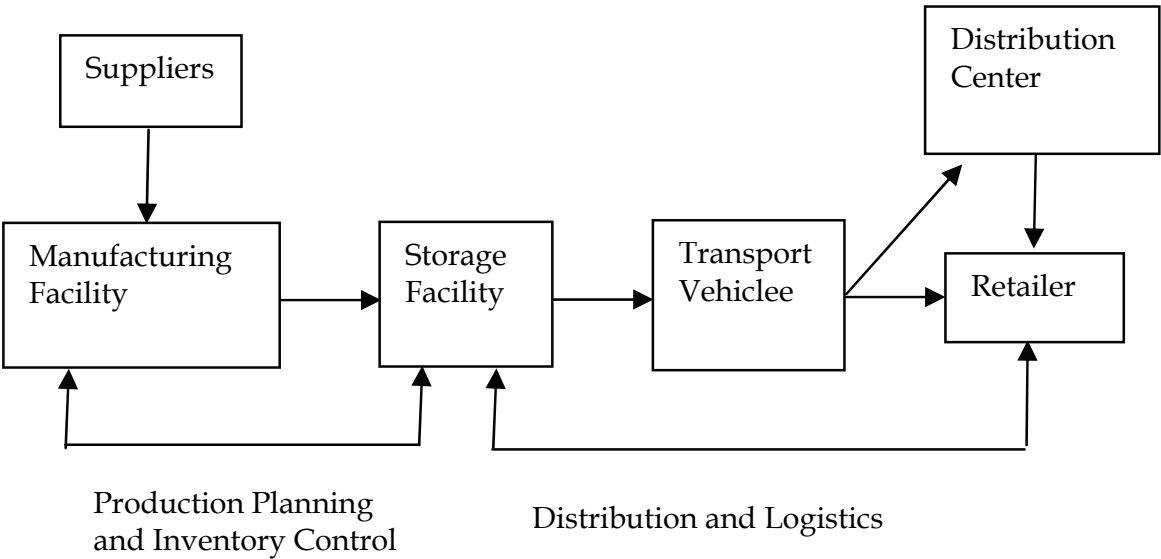 Suppliers
Distribution
Center
Manufacturing
Facility
Storage
Facility
Transport
Vehiclee
Retailer
Production Planning
and Inventory Control
Distribution and Logistics